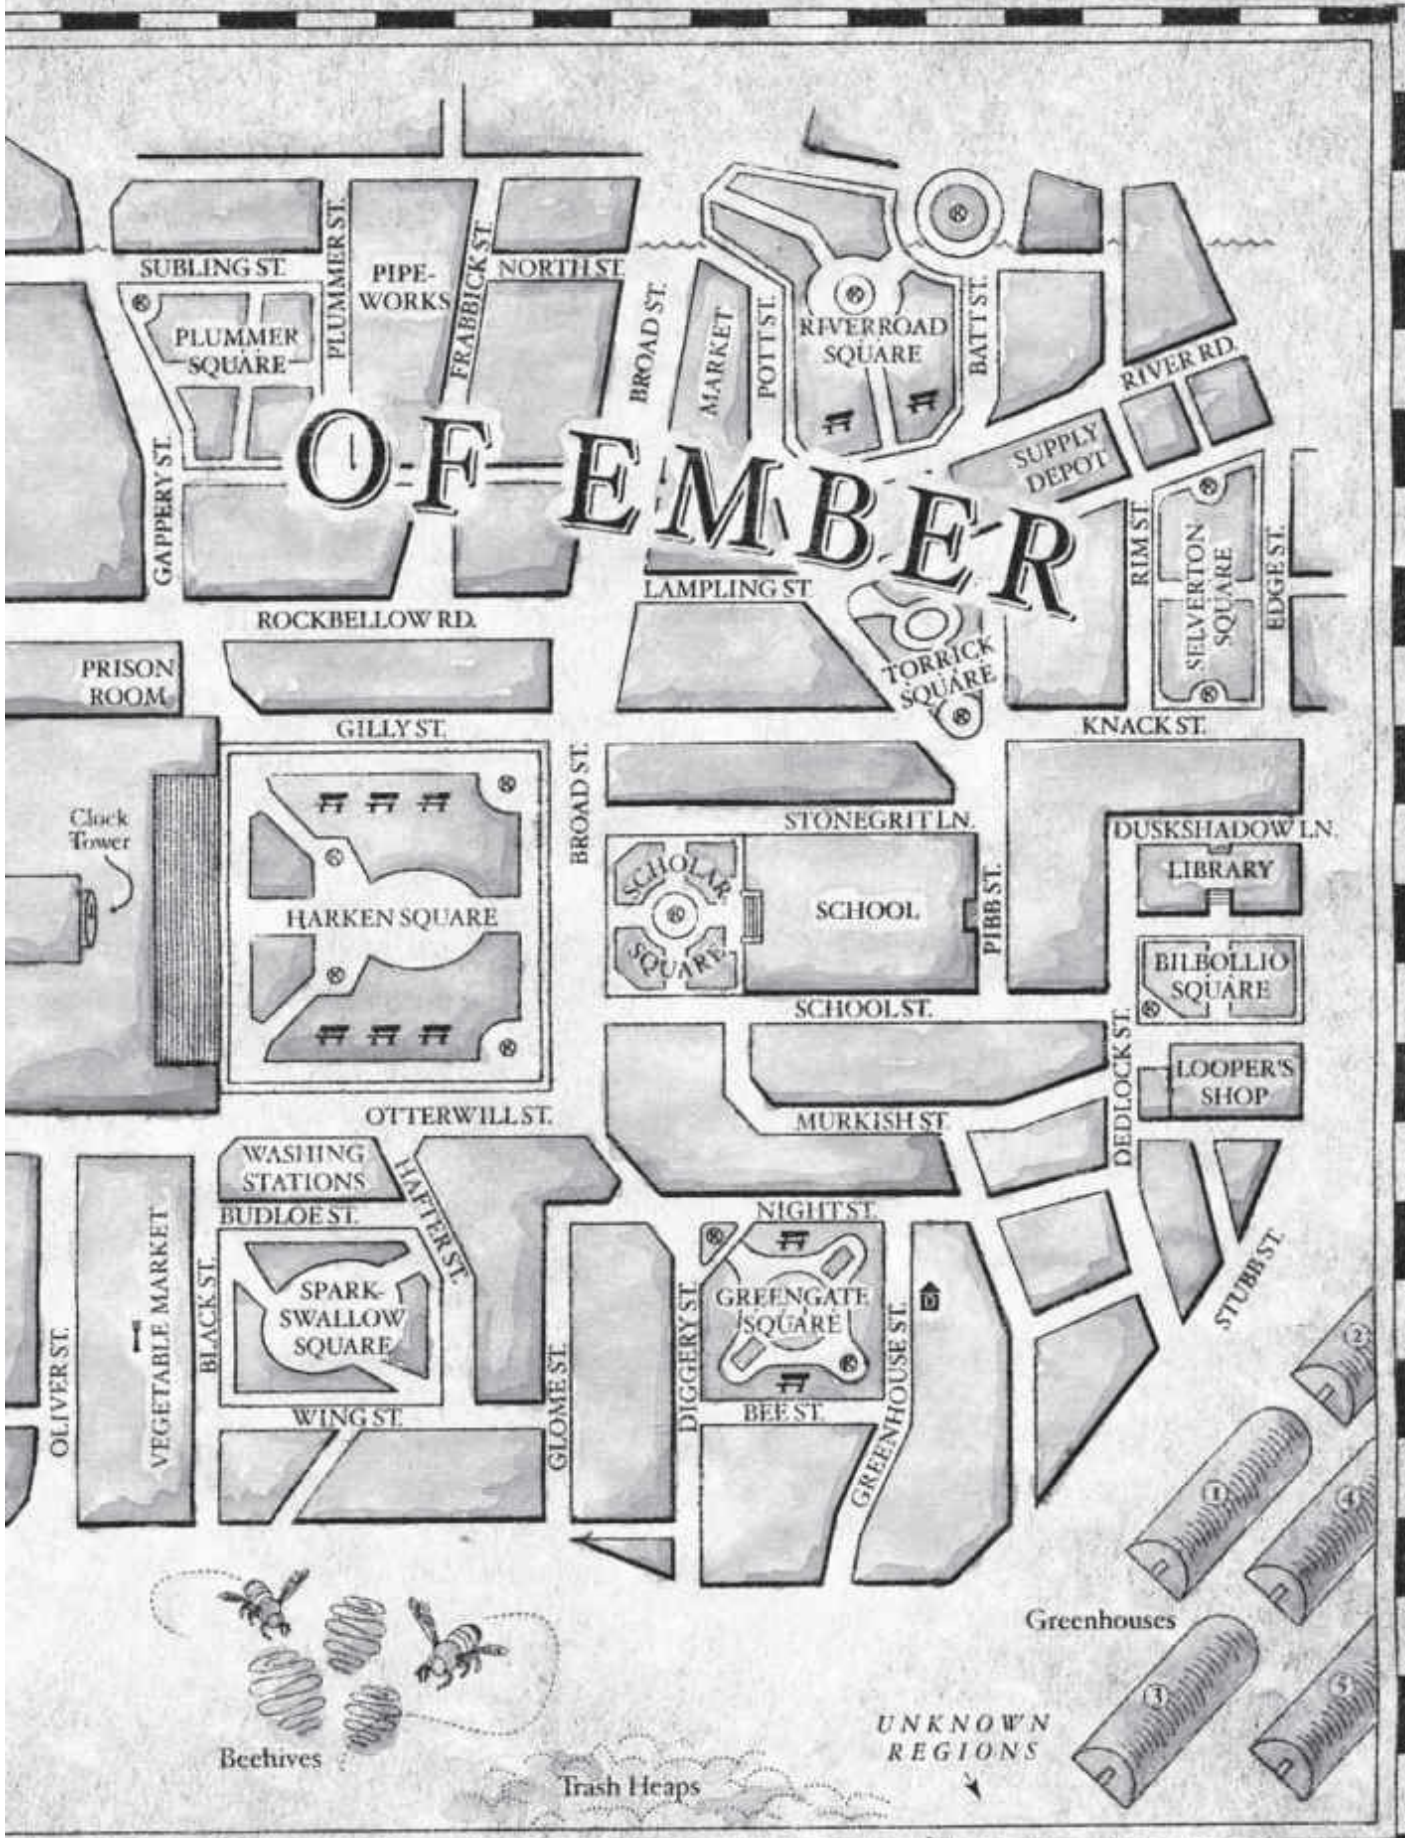 SUBLING ST.
PLUMMER ST.
PIPE-
WORKS
FRABBICK ST.
NORTH ST.
PLUMMER
SQUARE
BROAD ST.
MARKET
POTT ST.
RIVERROAD
SQUARE
BATT ST.
RIVER RD.
SUPPLY
DEPOT
OF EMBER
GAPPERY ST.
RIM ST.
SELVERTON
SQUARE
EDGE ST.
LAMPLING ST.
ROCKBELLOW RD.
TORRICK
SQUARE
PRISON
ROOM
GILLY ST.
KNACK ST.
BROAD ST.
Clock
Tower
STONEGRIT LN.
DUSKSHADOW LN.
LIBRARY
SCHOLAR
SQUARE
SCHOOL
PIBB ST.
HARKEN SQUARE
BILBOLLIO
SQUARE
SCHOOL ST.
DEDLOCK ST.
LOOPER'S
SHOP
OTTERWILL ST.
MURKISH ST.
WASHING
STATIONS
HAFTER ST.
BUDLOE ST.
NIGHT ST.
VEGETABLE MARKET
BLACK ST.
SPARK-
SWALLOW
SQUARE
GREENGATE
SQUARE
D
STUBB ST.
OLIVER ST.
GLOME ST.
DIGGERY ST.
GREENHOUSE ST.
WING ST.
BEE ST.
2
1
4
Greenhouses
3
5
UNKNOWN
REGIONS
Beehives
Trash Heaps